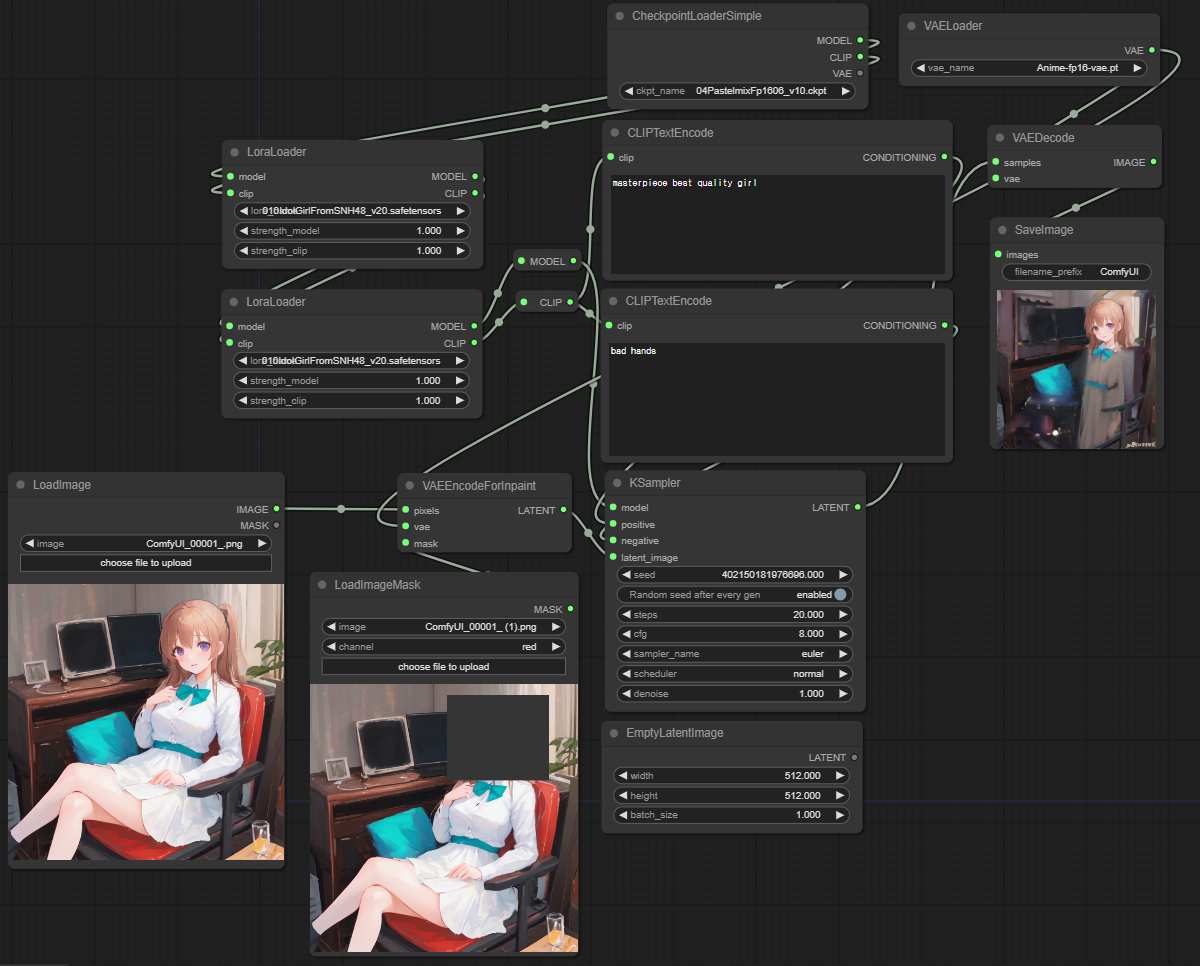 CheckpointLoaderSimple
MODEL
CLIP
VAE
ckpt_name 04PastelmixFp1606_v10.ckpt
VAELoader
VAE
vae_name Anime-fp16-vae.pt
LoraLoader
model MODEL
clip CLIP
010IdolGirlFromSNH48_v20.safetensors
strength_model 1.000
strength_clip 1.000
CLIPTextEncode
clip CONDITIONING
masterpiece best quality girl
VAEDecode
samples IMAGE
vae
SaveImage
images
filename_prefix ComfyUI
MODEL
CLIP
LoraLoader
model MODEL
clip CLIP
010IdolGirlFromSNH48_v20.safetensors
strength_model 1.000
strength_clip 1.000
CLIPTextEncode
clip CONDITIONING
bad hands
LoadImage
IMAGE
MASK
image ComfyUI_00001_.png
choose file to upload
VAEEncodeForInpaint
pixels LATENT
vae
mask
LoadImageMask
MASK
image ComfyUI_00001_ (1).png
channel red
choose file to upload
KSampler
model LATENT
positive
negative
latent_image
seed 402150181976696.000
Random seed after every gen enabled
steps 20.000
cfg 8.000
sampler_name euler
scheduler normal
denoise 1.000
EmptyLatentImage
LATENT
width 512.000
height 512.000
batch_size 1.000